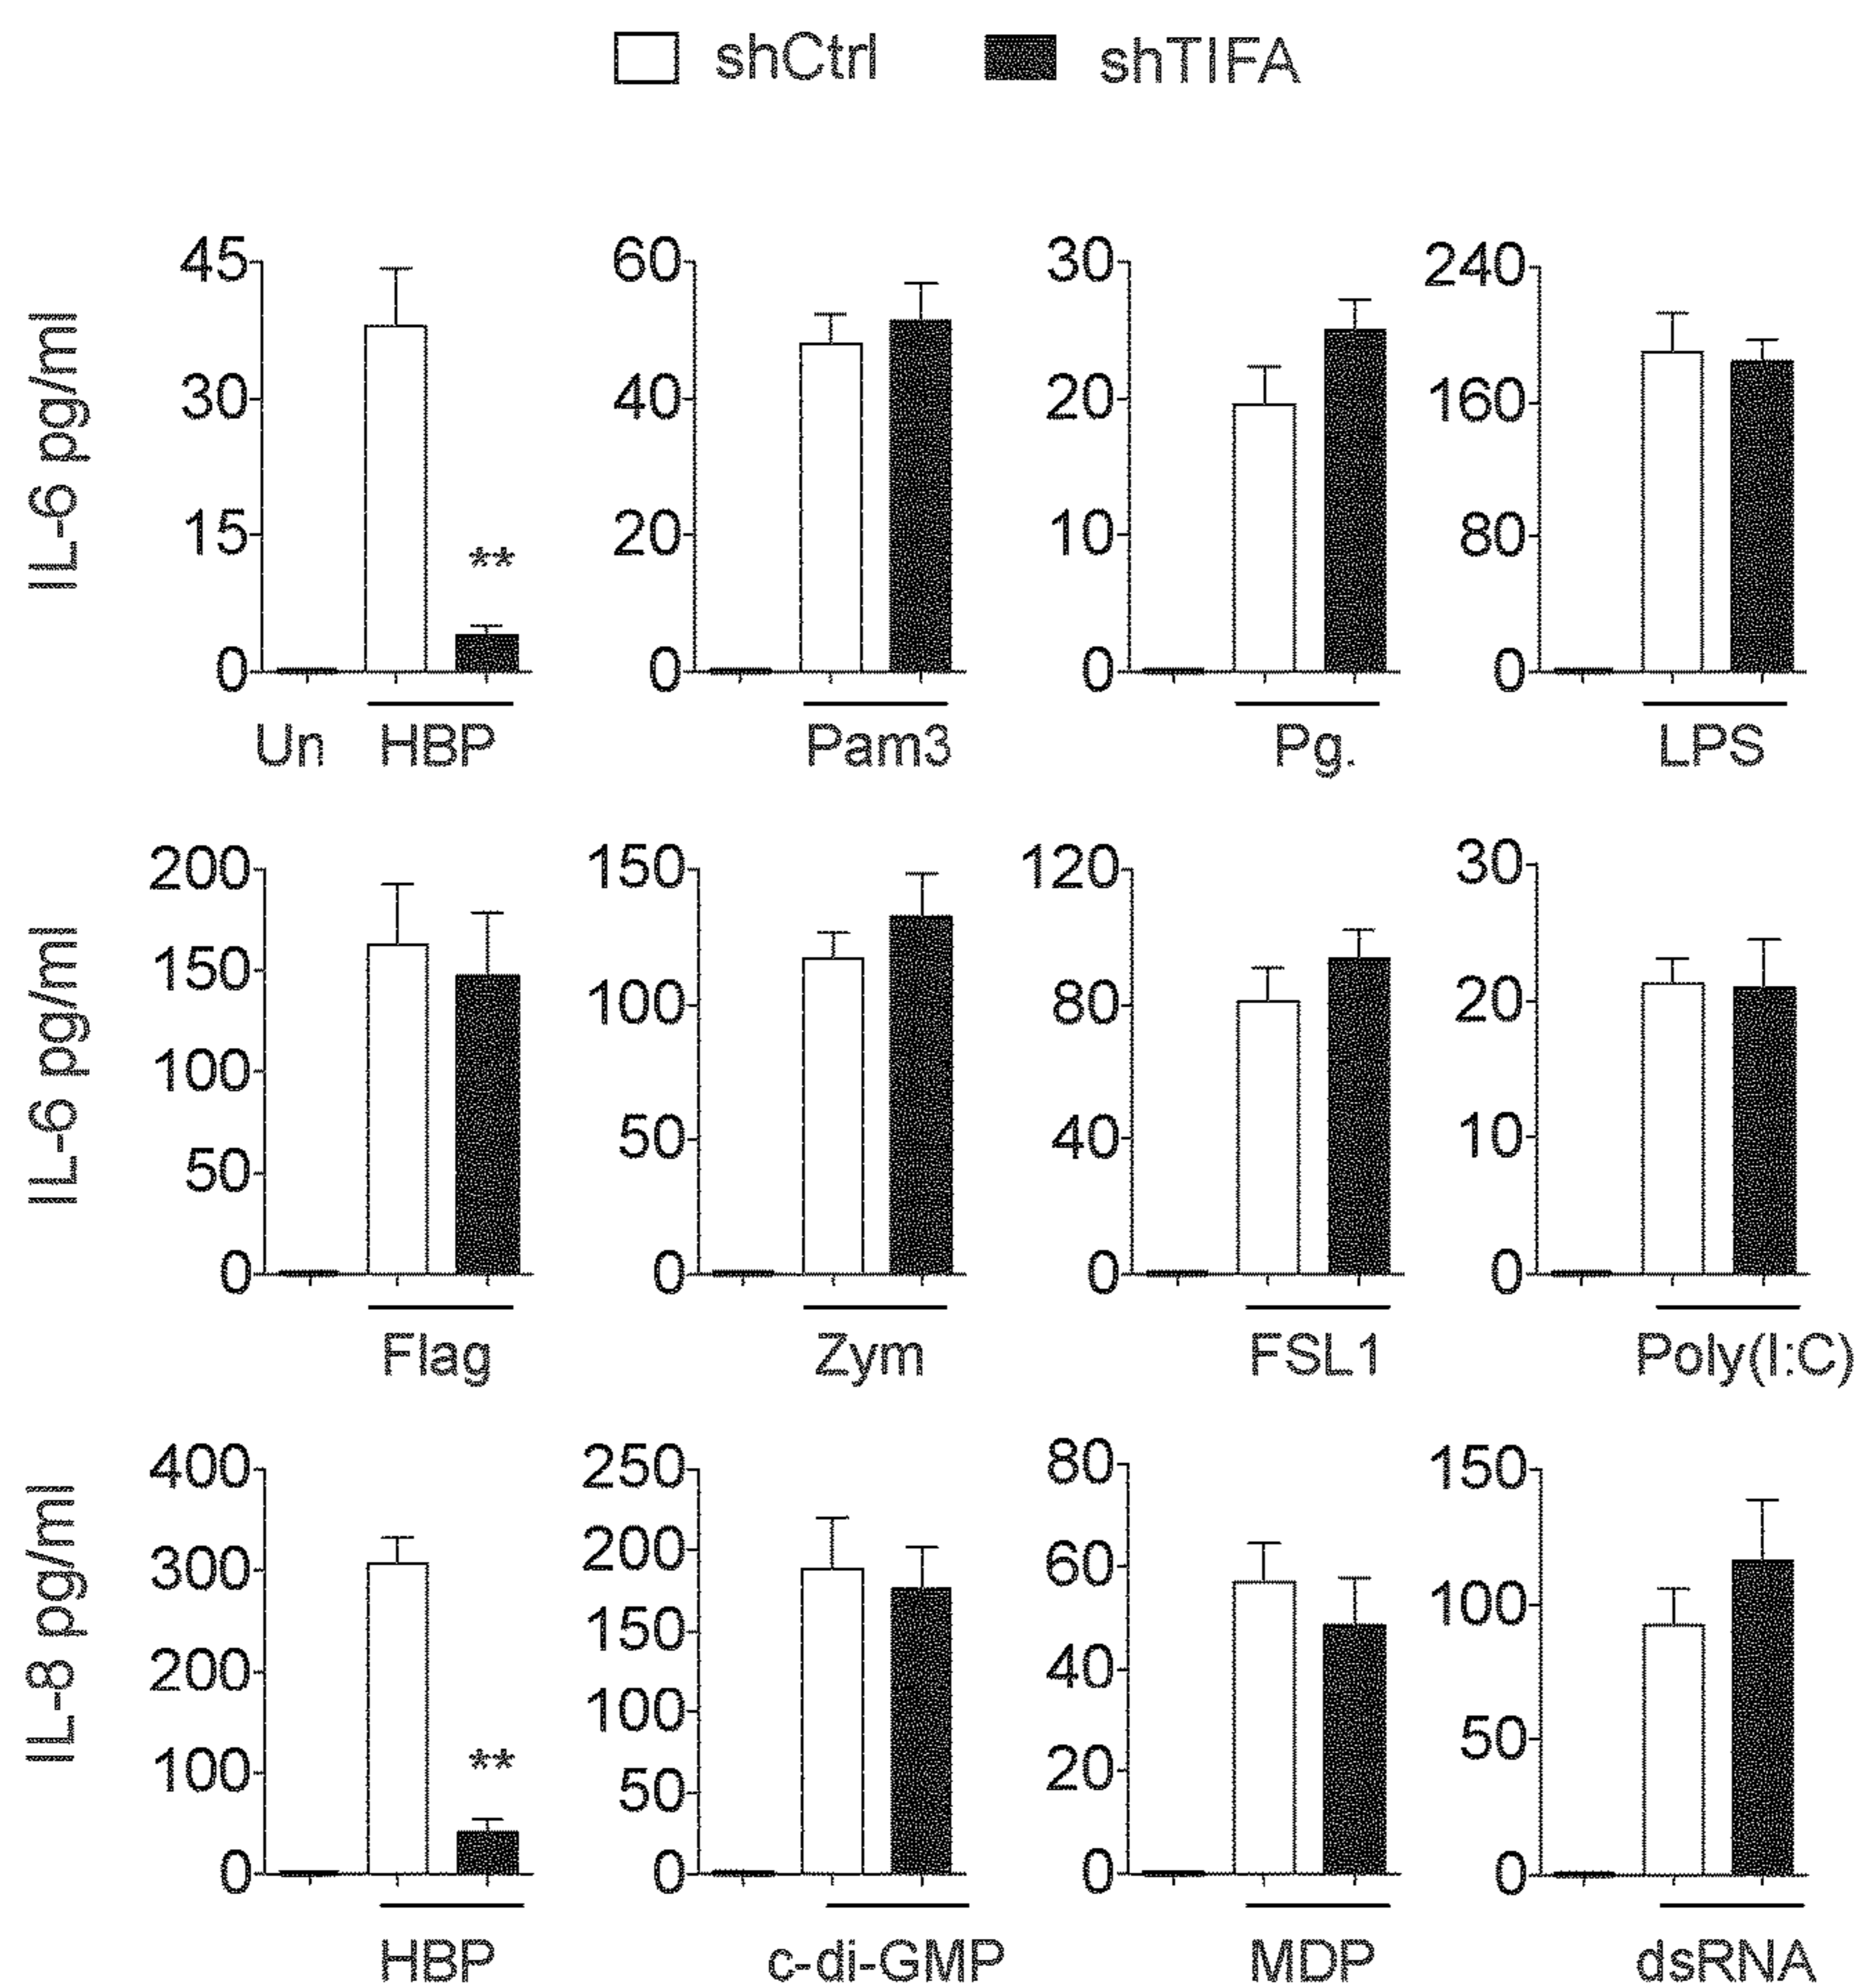 shCtrl shTIFA
IL-6 pg/ml
45 30 15 0
Un HBP
60 40 20 0
Pam3
30 20 10 0
Pg.
240 160 80 0
LPS
IL-6 pg/ml
200 150 100 50 0
Flag
150 100 50 0
Zym
120 80 40 0
FSL1
30 20 10 0
Poly(I:C)
IL-8 pg/ml
400 300 200 100 0
HBP
250 200 150 100 50 0
c-di-GMP
80 60 40 20 0
MDP
150 100 50 0
dsRNA
**
**